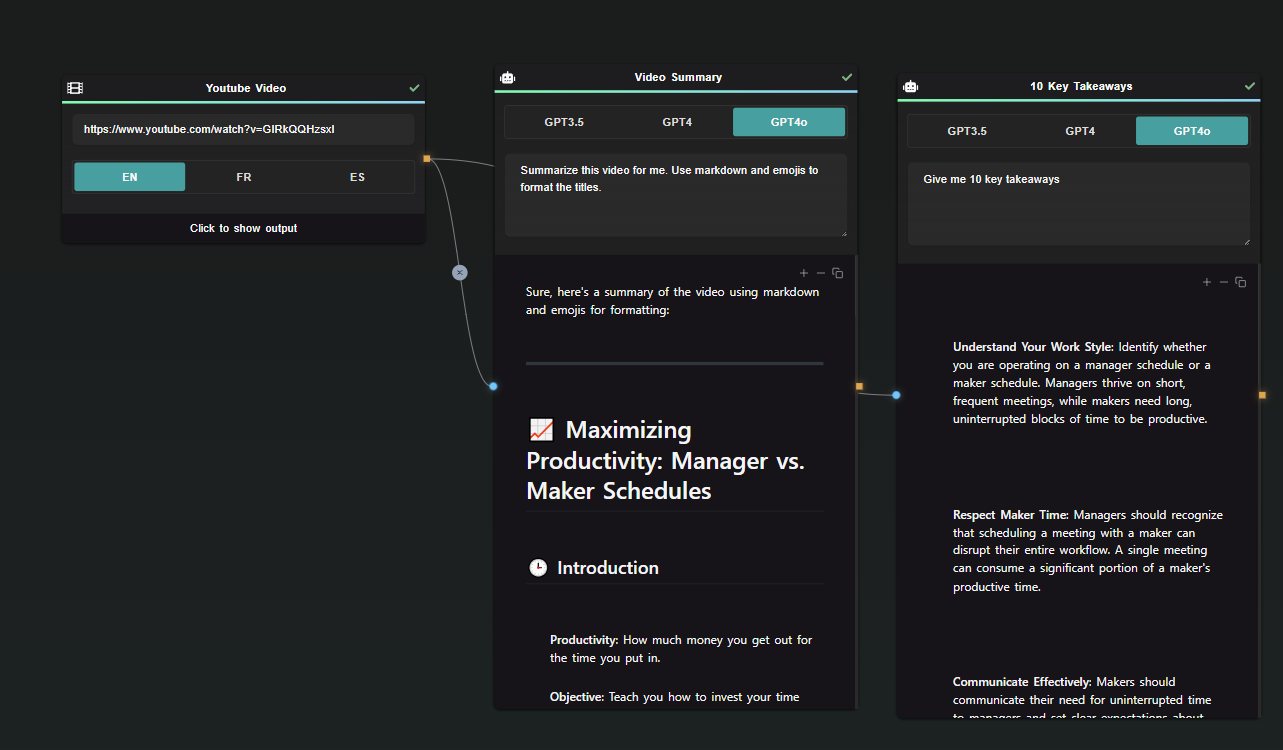 Youtube Video
https://www.youtube.com/watch?v=GIRkQQHzsxI
EN
FR
ES
Click to show output
Video Summary
GPT3.5
GPT4
GPT4o
Summarize this video for me. Use markdown and emojis to
format the titles.
Sure, here's a summary of the video using markdown
and emojis for formatting:
📈 Maximizing
Productivity: Manager vs.
Maker Schedules
🕒 Introduction
Productivity: How much money you get out for
the time you put in.
Objective: Teach you how to invest your time
10 Key Takeaways
GPT3.5
GPT4
GPT4o
Give me 10 key takeaways
Understand Your Work Style: Identify whether
you are operating on a manager schedule or a
maker schedule. Managers thrive on short,
frequent meetings, while makers need long,
uninterrupted blocks of time to be productive.
Respect Maker Time: Managers should recognize
that scheduling a meeting with a maker can
disrupt their entire workflow. A single meeting
can consume a significant portion of a maker's
productive time.
Communicate Effectively: Makers should
communicate their need for uninterrupted time
to managers and set clear expectations about